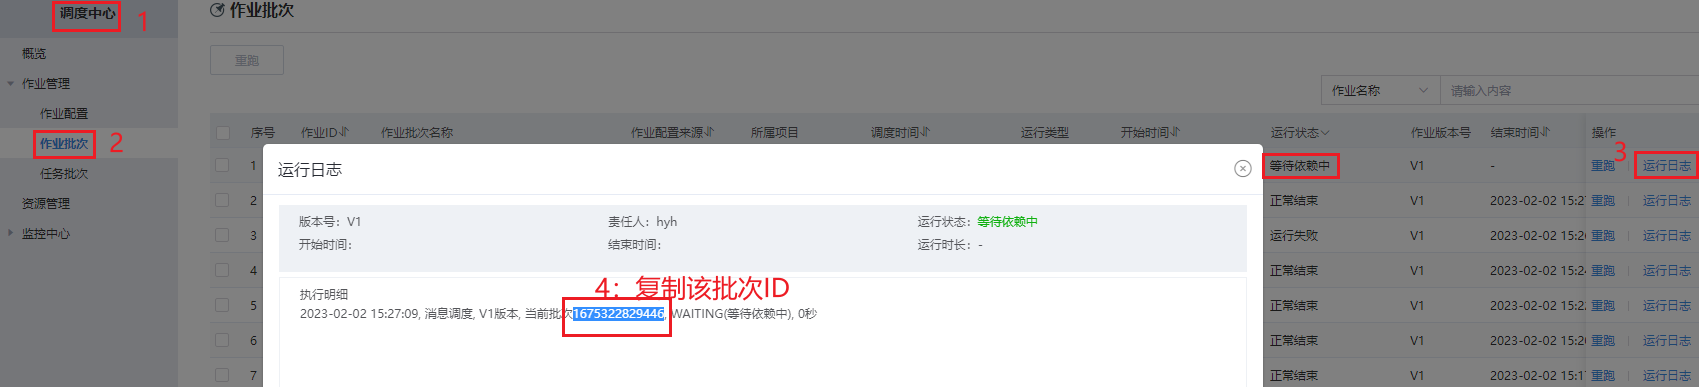 调度中心 1
作业批次
概览
重跑
作业管理
作业名称 请输入内容
作业配置
序号 作业ID 作业批次名称 作业配置来源 所属项目 调度时间 运行类型 开始时间 运行状态 作业版本号 结束时间 操作
作业批次 2
1 等待依赖中 V1 - 重跑 3 运行日志
运行日志
任务批次
2 正常结束 V1 2023-02-02 15:27 重跑 运行日志
资源管理
版本号：V1 责任人：hyh 运行状态：等待依赖中
监控中心
3 运行失败 V1 2023-02-02 15:26 重跑 运行日志
开始时间： 结束时间： 运行时长：-
4 正常结束 V1 2023-02-02 15:24 重跑 运行日志
4：复制该批次ID
执行明细
5 正常结束 V1 2023-02-02 15:2 重跑 运行日志
2023-02-02 15:27:09, 消息调度, V1版本, 当前批次1675322829446, WAITING(等待依赖中), 0秒
6 正常结束 V1 2023-02-02 15:20 重跑 运行日志
7 正常结束 V1 2023-02-02 15:17 重跑 运行日志